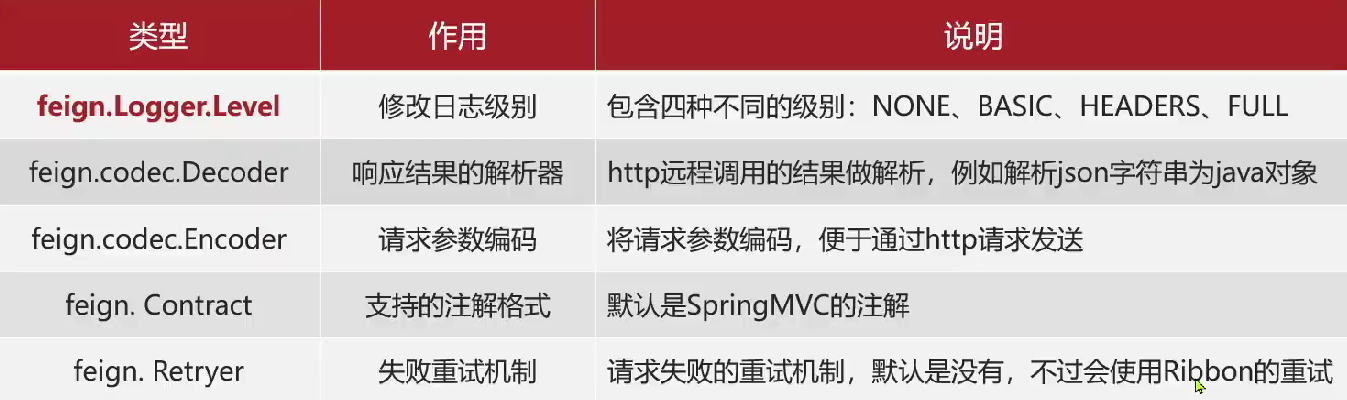 类型 作用 说明
feign.Logger.Level 修改日志级别 包含四种不同的级别：NONE、BASIC、HEADERS、FULL
feign.codec.Decoder 响应结果的解析器 http远程调用的结果做解析，例如解析json字符串为java对象
feign.codec.Encoder 请求参数编码 将请求参数编码，便于通过http请求发送
feign. Contract 支持的注解格式 默认是SpringMVC的注解
feign. Retryer 失败重试机制 请求失败的重试机制，默认是没有，不过会使用Ribbon的重试